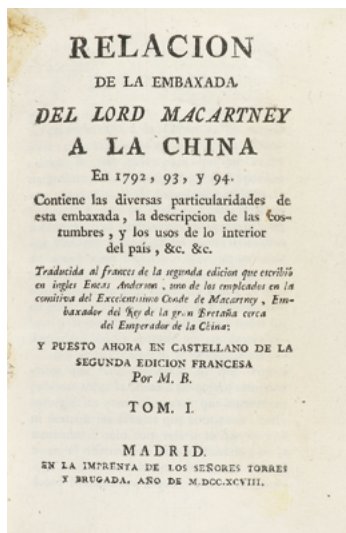 RELACION
DE LA EMBAXADA
DEL LORD MACARTNEY
A LA CHINA
En 1792, 93, y 94.
Contiene las diversas particularidades de
esta embaxada, la descripcion de las cos-
tumbres, y los usos de lo interior
del país, &c. &c.
Traducida al frances de la segunda edicion que escribió
en ingles Eneas Anderson, uno de los empleados en la
comitiva del Excelentisimo Conde de Macartney, Em-
baxador del Rey de la gran Bretaña cerca
del Emperador de la China:
Y PUESTO AHORA EN CASTELLANO DE LA
SEGUNDA EDICION FRANCESA
Por M. B.
TOM. I.
MADRID.
EN LA IMPRENTA DE LOS SEÑORES TORRES
Y BRUGADA. AÑO DE M.DCC.XCVIII.